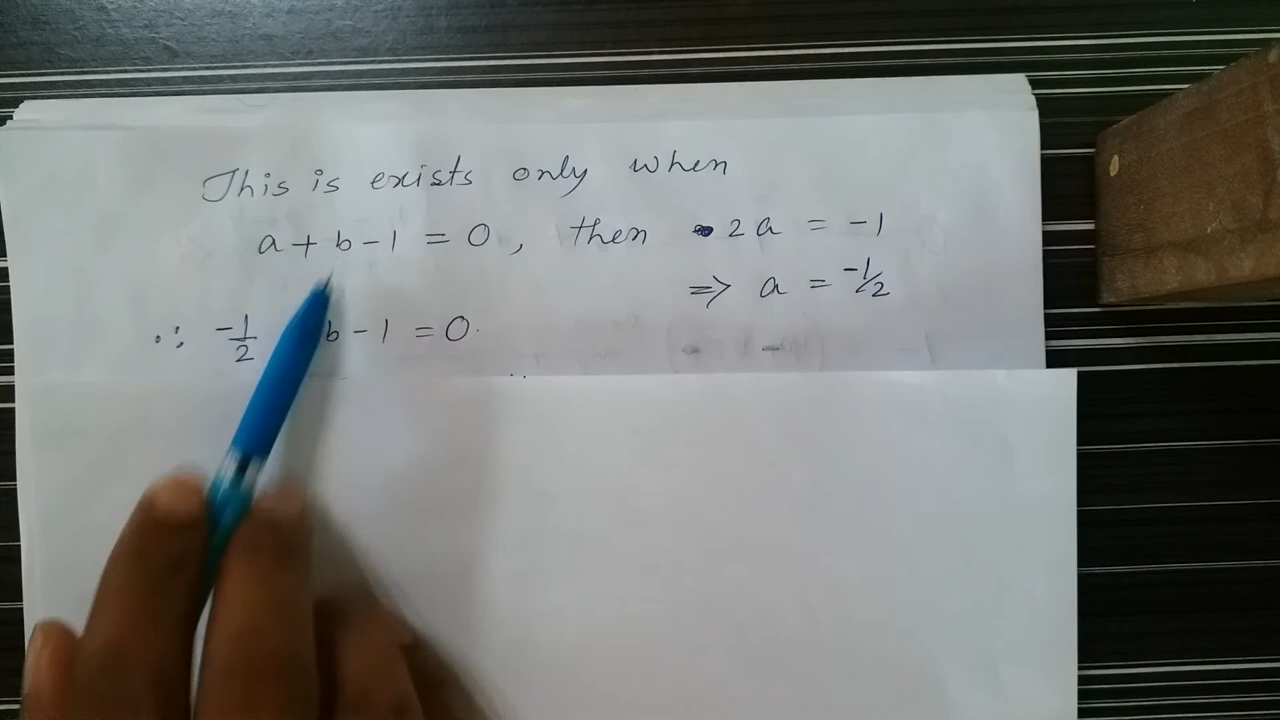 This is exists only when
a + b - 1 = 0, then 2a = -1
=> a = -1/2
∴ -1/2 b - 1 = 0.